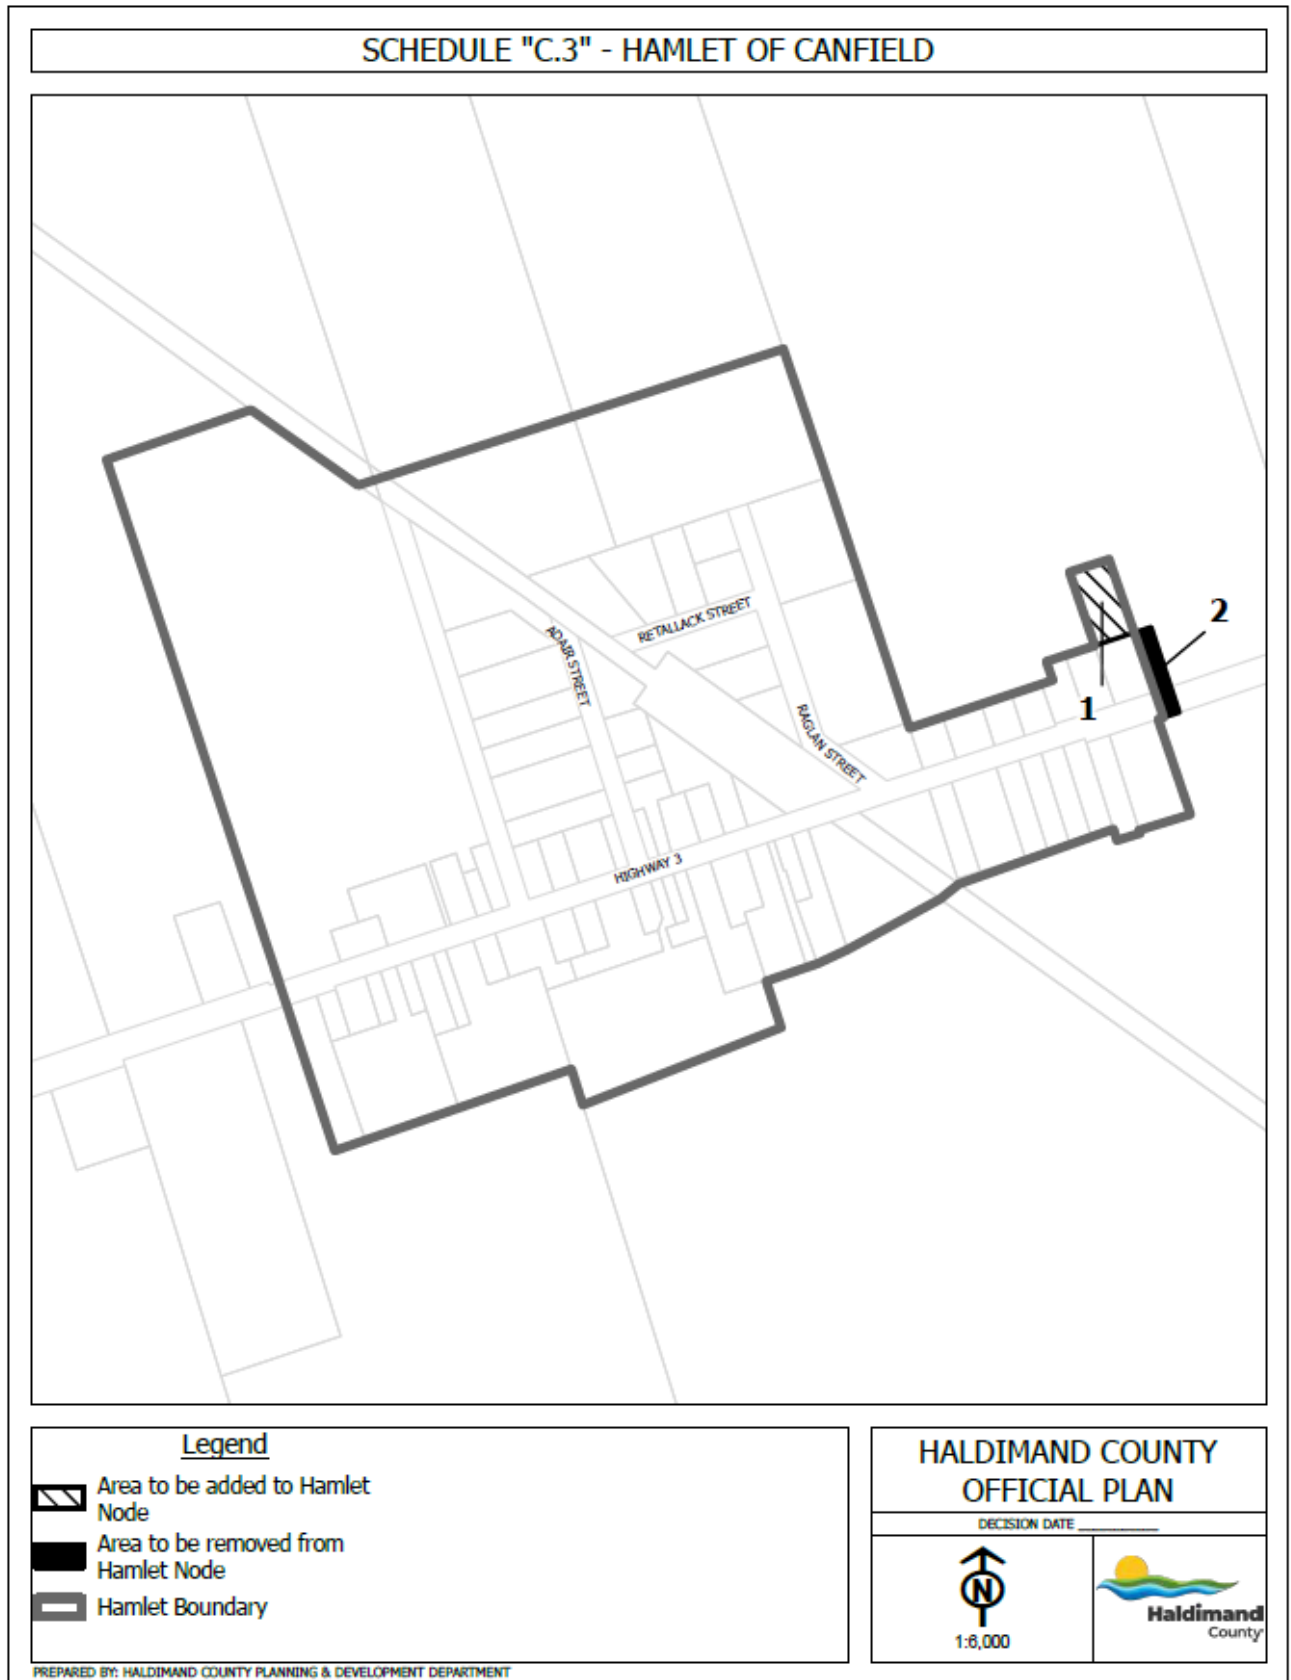 SCHEDULE "C.3" - HAMLET OF CANFIELD
RETALLACK STREET
ADAIR STREET
2
1
RAGLAN STREET
HIGHWAY 3
Legend
Area to be added to Hamlet
Node
Area to be removed from
Hamlet Node
Hamlet Boundary
HALDIMAND COUNTY
OFFICIAL PLAN
DECISION DATE ___________
N
1:6,000
Haldimand
County
PREPARED BY: HALDIMAND COUNTY PLANNING & DEVELOPMENT DEPARTMENT